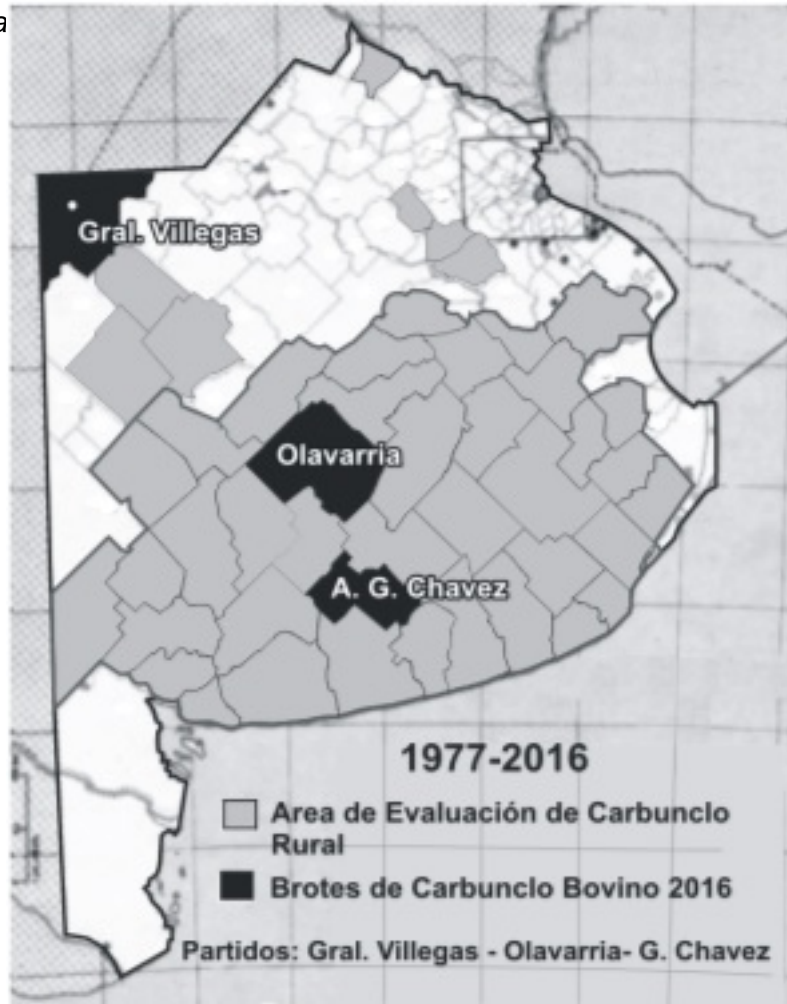 a
Gral. Villegas
Olavarria
A. G. Chavez
1977-2016
Area de Evaluación de Carbunclo
Rural
Brotes de Carbunclo Bovino 2016
Partidos: Gral. Villegas - Olavarria- G. Chavez